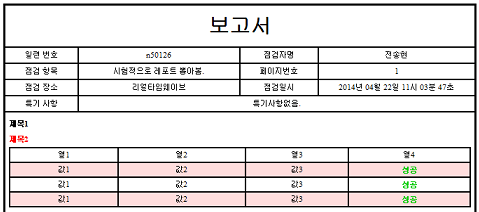 보고서
일련 번호 n50126 점검자명 전송현
점검 항목 시험적으로 레포트 뽑아봄. 페이지번호 1
점검 장소 리얼타임웨이브 점검일시 2014년 04월 22일 11시 03분 47초
특기 사항 특기사항없음.
제목1
제목2
열1 열2 열3 열4
값1 값2 값3 성공
값1 값2 값3 성공
값1 값2 값3 성공